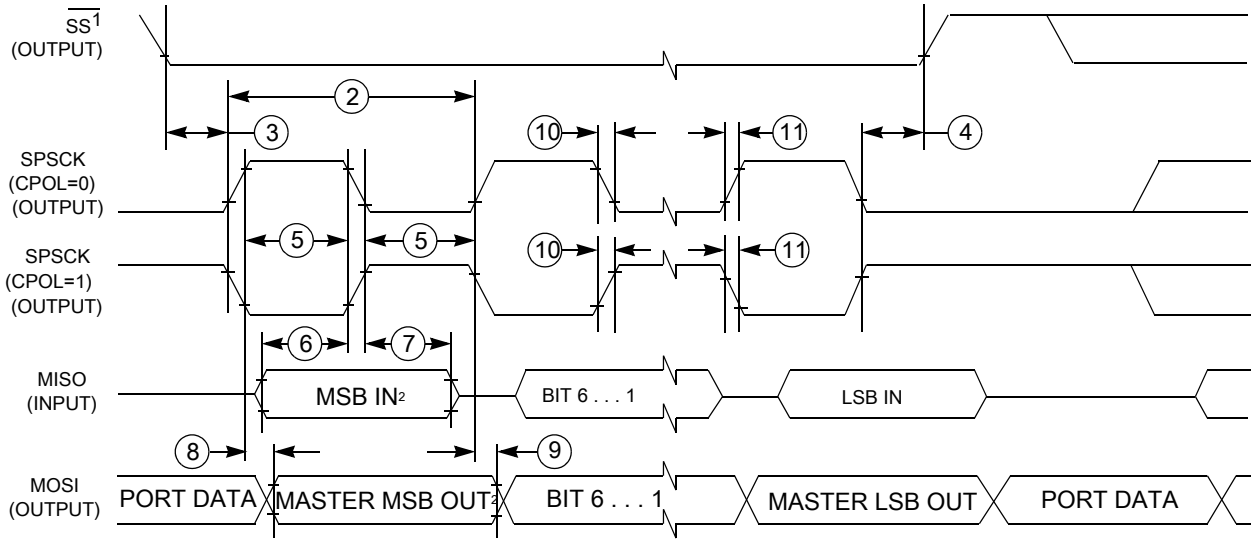 SS¹
(OUTPUT)
2
3
10
11
4
SPSCK
(CPOL=0)
(OUTPUT)
5
5
SPSCK
(CPOL=1)
(OUTPUT)
10
11
6
7
MISO
(INPUT)
MSB IN²
BIT 6 . . . 1
LSB IN
8
9
MOSI
(OUTPUT)
PORT DATA
MASTER MSB OUT²
BIT 6 . . . 1
MASTER LSB OUT
PORT DATA